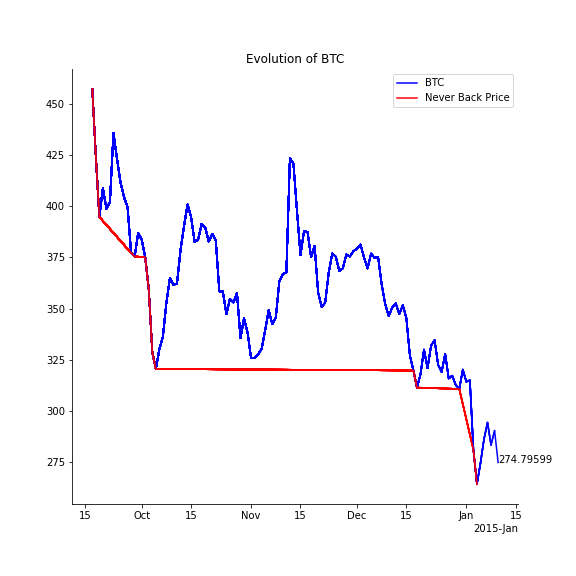 Evolution of BTC
BTC
Never Back Price
450
425
400
375
350
325
300
275
274.79599
15 Oct 15 Nov 15 Dec 15 Jan 15
2015-Jan